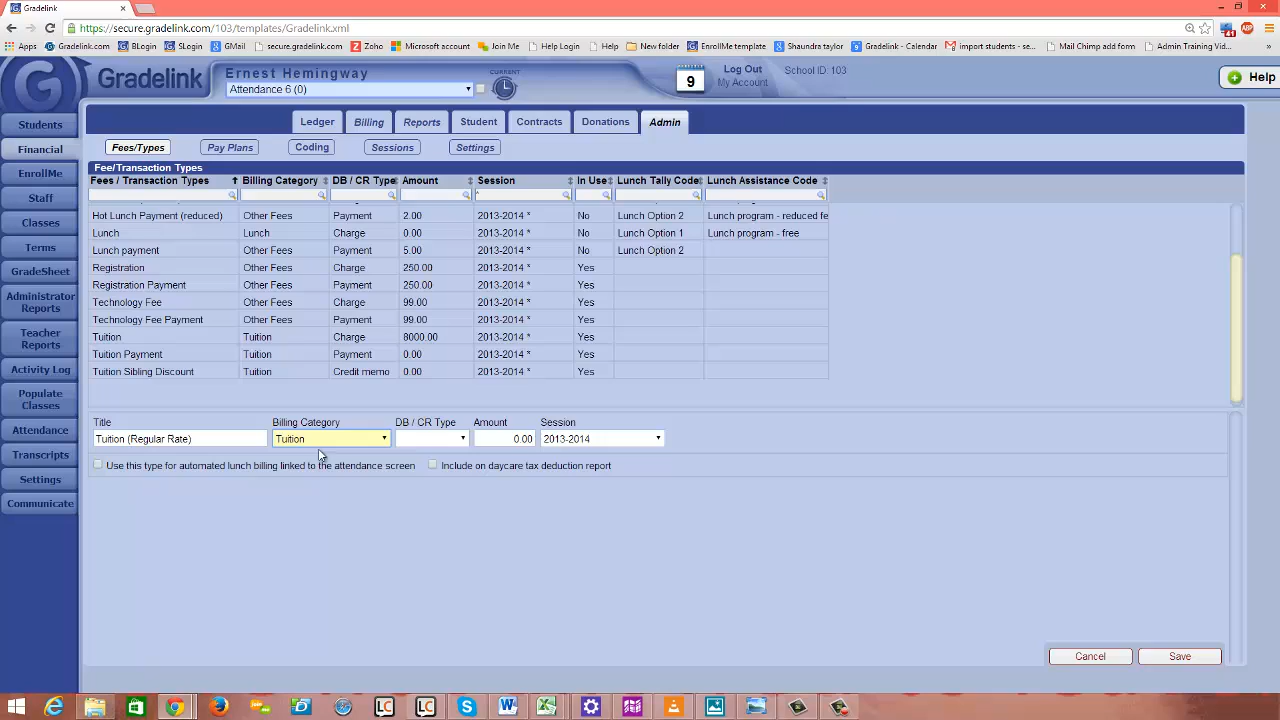 Gradelink
https://secure.gradelink.com/103/templates/Gradelink.xml
Apps Gradelink.com BLogin SLogin GMail secure.gradelink.com Zoho Microsoft account Join Me Help Login Help New folder EnrollMe template Shaundra taylor Gradelink - Calendar import students - se... Mail Chimp add foem Admin Training Vid...
Gradelink
Ernest Hemingway
Attendance 6 (0)
CURRENT
9
Log Out
My Account
School ID: 103
Help
Students
Financial
EnrollMe
Staff
Classes
Terms
GradeSheet
Administrator
Reports
Teacher
Reports
Activity Log
Populate
Classes
Attendance
Transcripts
Settings
Communicate
Ledger Billing Reports Student Contracts Donations Admin
Fees/Types Pay Plans Coding Sessions Settings
Fee/Transaction Types
Fees / Transaction Types Billing Category DB / CR Type Amount Session In Use Lunch Tally Code Lunch Assistance Code
Hot Lunch Payment (reduced) Other Fees Payment 2.00 2013-2014 * No Lunch Option 2 Lunch program - reduced fe
Lunch Lunch Charge 0.00 2013-2014 * No Lunch Option 1 Lunch program - free
Lunch payment Other Fees Payment 5.00 2013-2014 * No Lunch Option 2
Registration Other Fees Charge 250.00 2013-2014 * Yes
Registration Payment Other Fees Payment 250.00 2013-2014 * Yes
Technology Fee Other Fees Charge 99.00 2013-2014 * Yes
Technology Fee Payment Other Fees Payment 99.00 2013-2014 * Yes
Tuition Tuition Charge 8000.00 2013-2014 * Yes
Tuition Payment Tuition Payment 0.00 2013-2014 * Yes
Tuition Sibling Discount Tuition Credit memo 0.00 2013-2014 * Yes
Title Billing Category DB / CR Type Amount Session
Tuition (Regular Rate) Tuition 0.00 2013-2014
Use this type for automated lunch billing linked to the attendance screen Include on daycare tax deduction report
Cancel Save